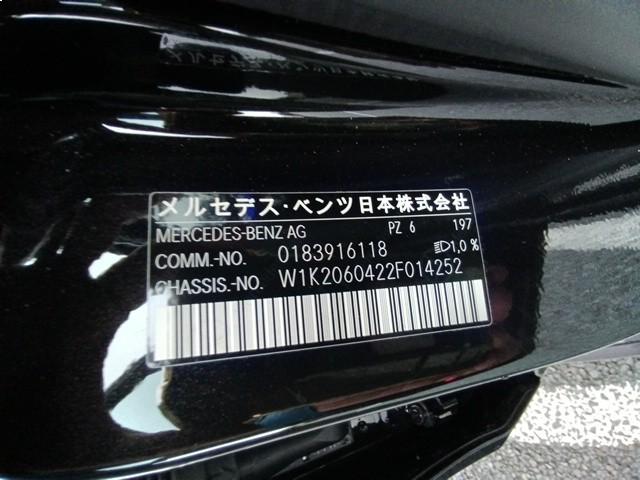 メルセデス・ベンツ日本株式会社
MERCEDES-BENZ AG PZ 6 197
COMM.-NO. 0183916118 1,0 %
CHASSIS.-NO. W1K2060422F014252